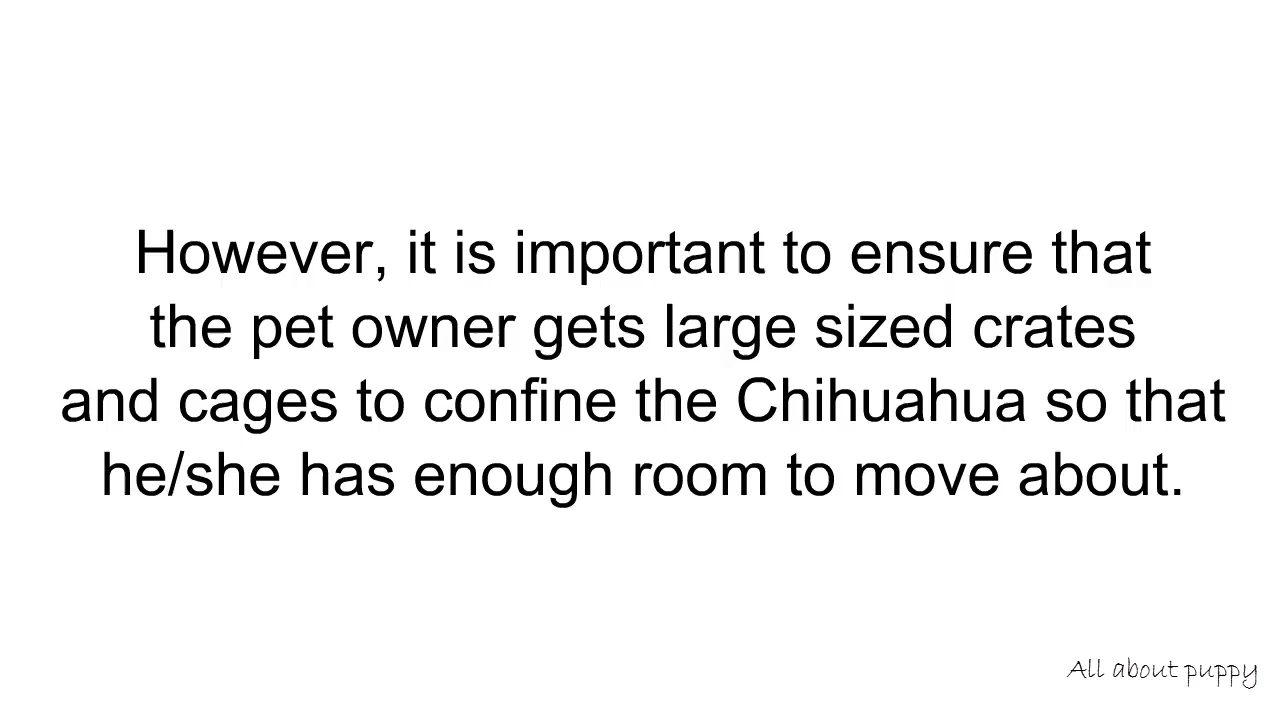 However, it is important to ensure that
the pet owner gets large sized crates
and cages to confine the Chihuahua so that
he/she has enough room to move about.
All about puppy